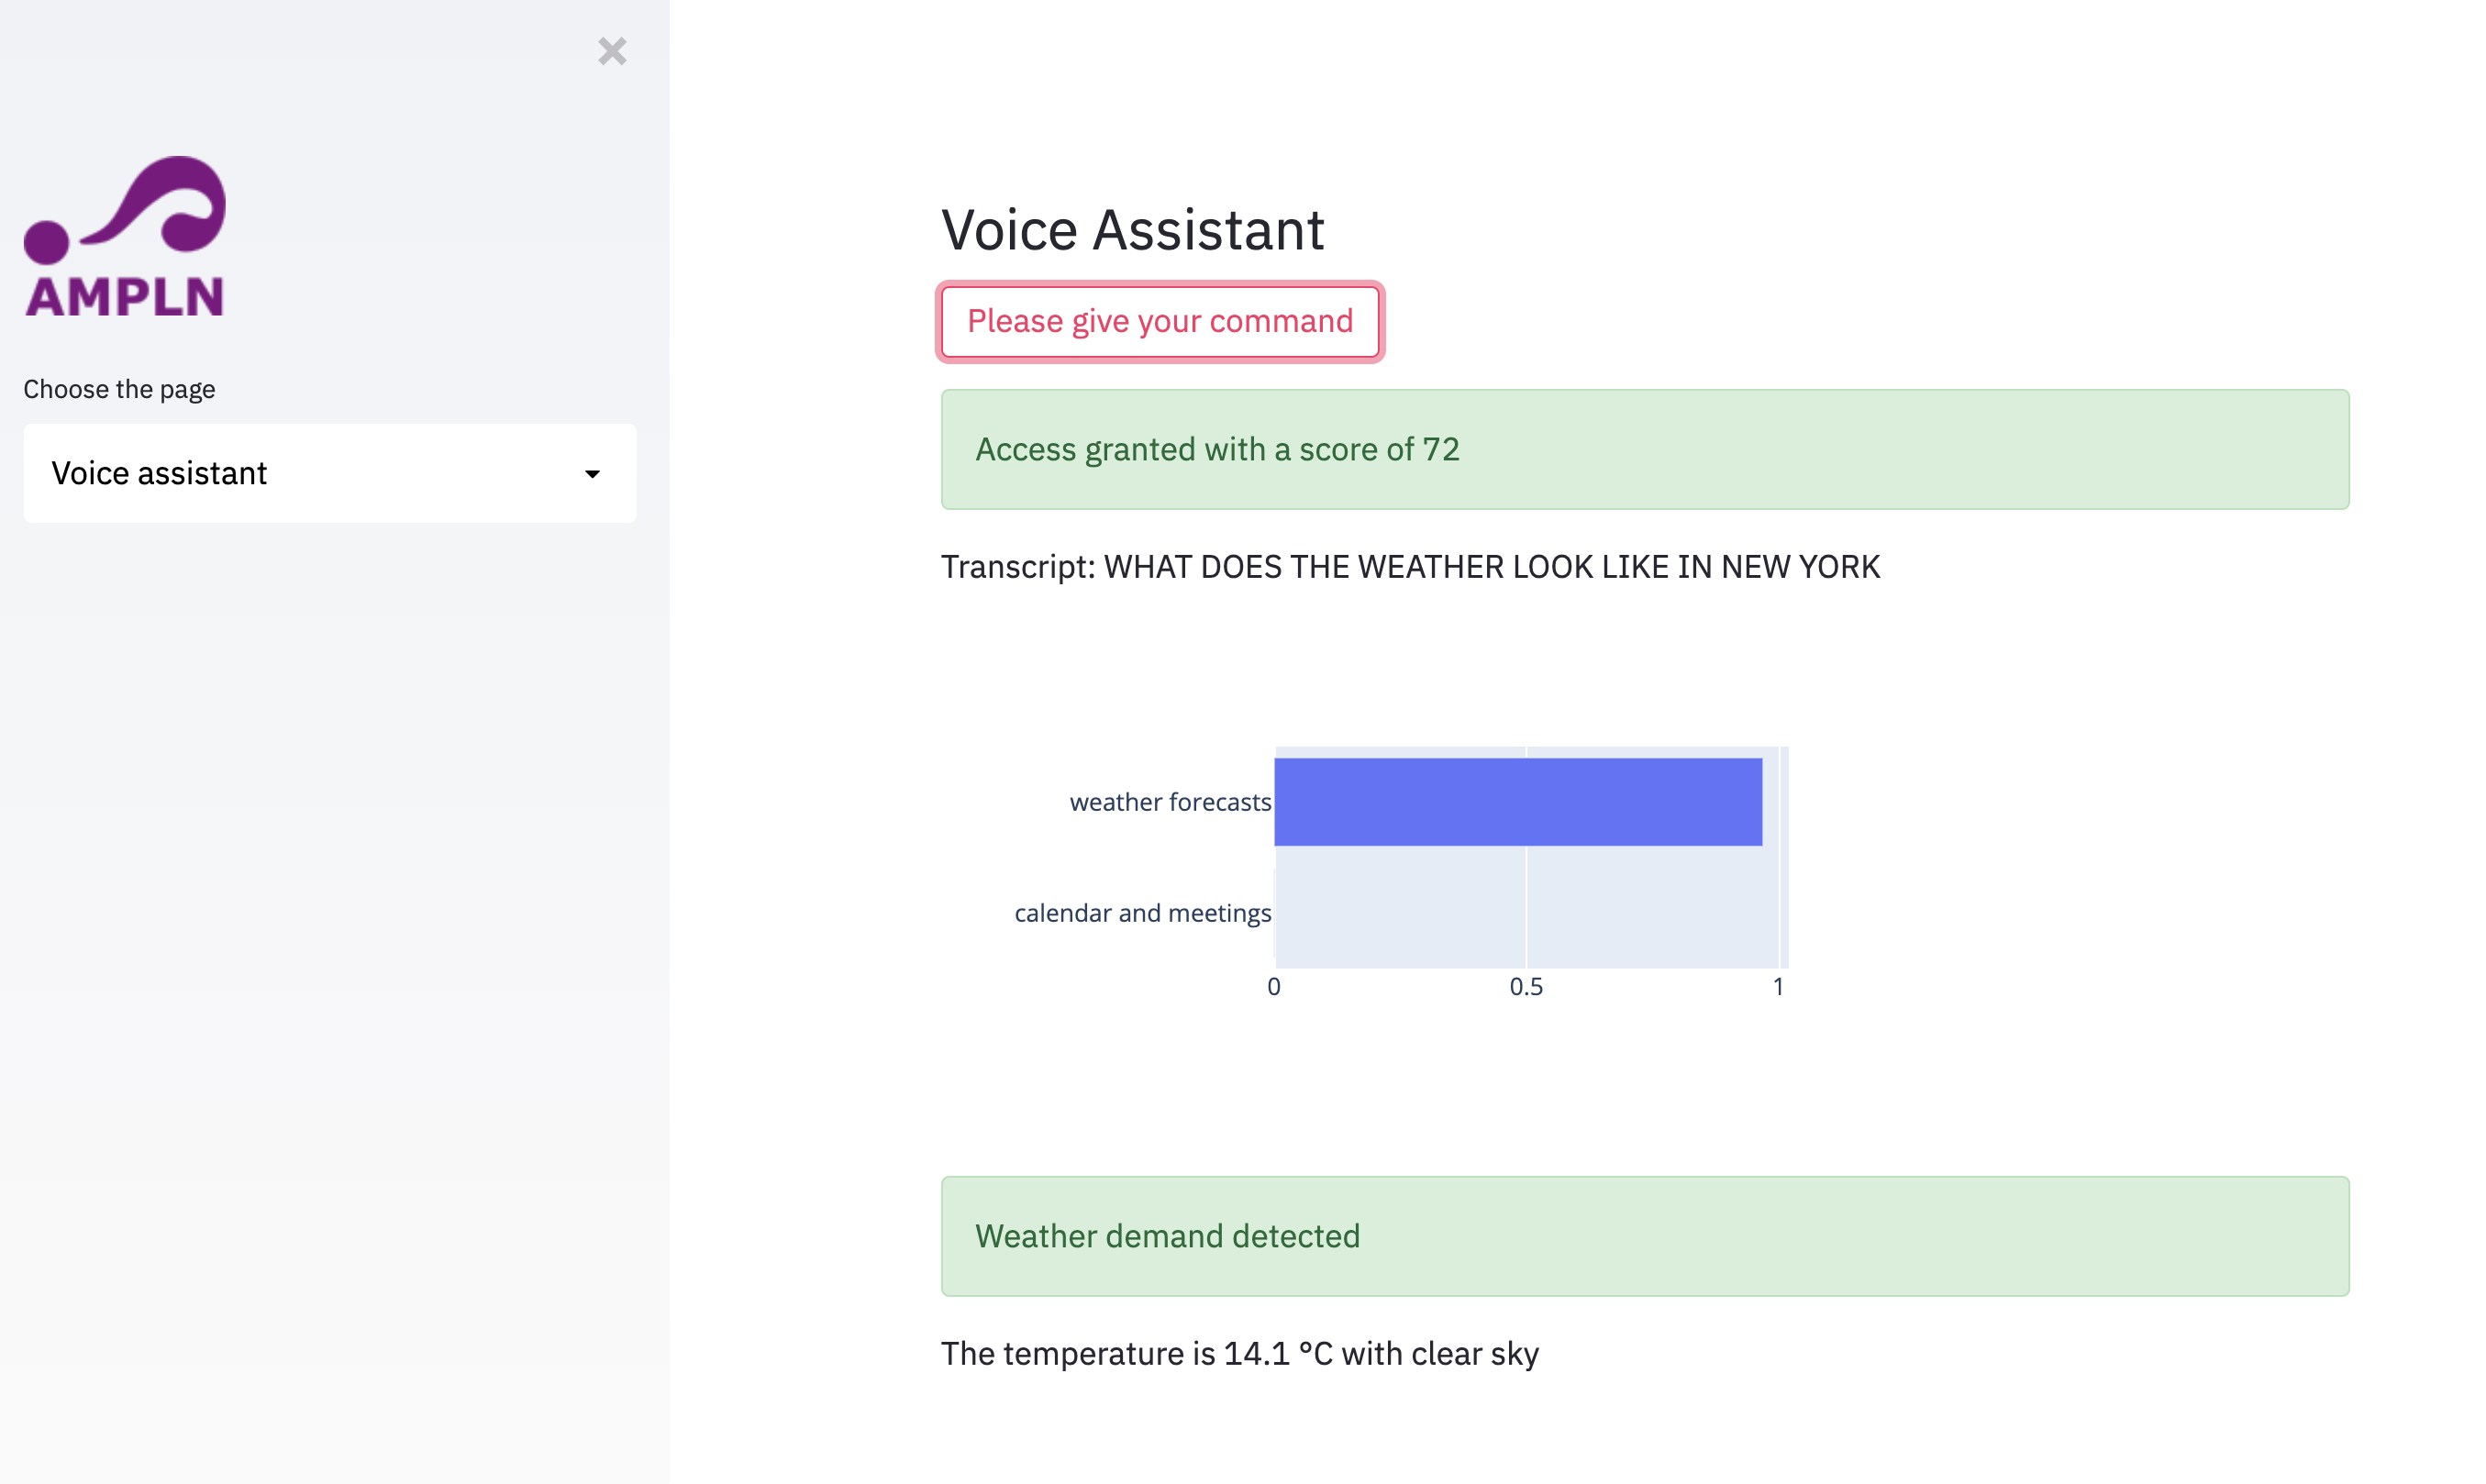 AMPLN
Choose the page
Voice assistant
Voice Assistant
Please give your command
Access granted with a score of 72
Transcript: WHAT DOES THE WEATHER LOOK LIKE IN NEW YORK
weather forecasts
calendar and meetings
0 0.5 1
Weather demand detected
The temperature is 14.1 °C with clear sky